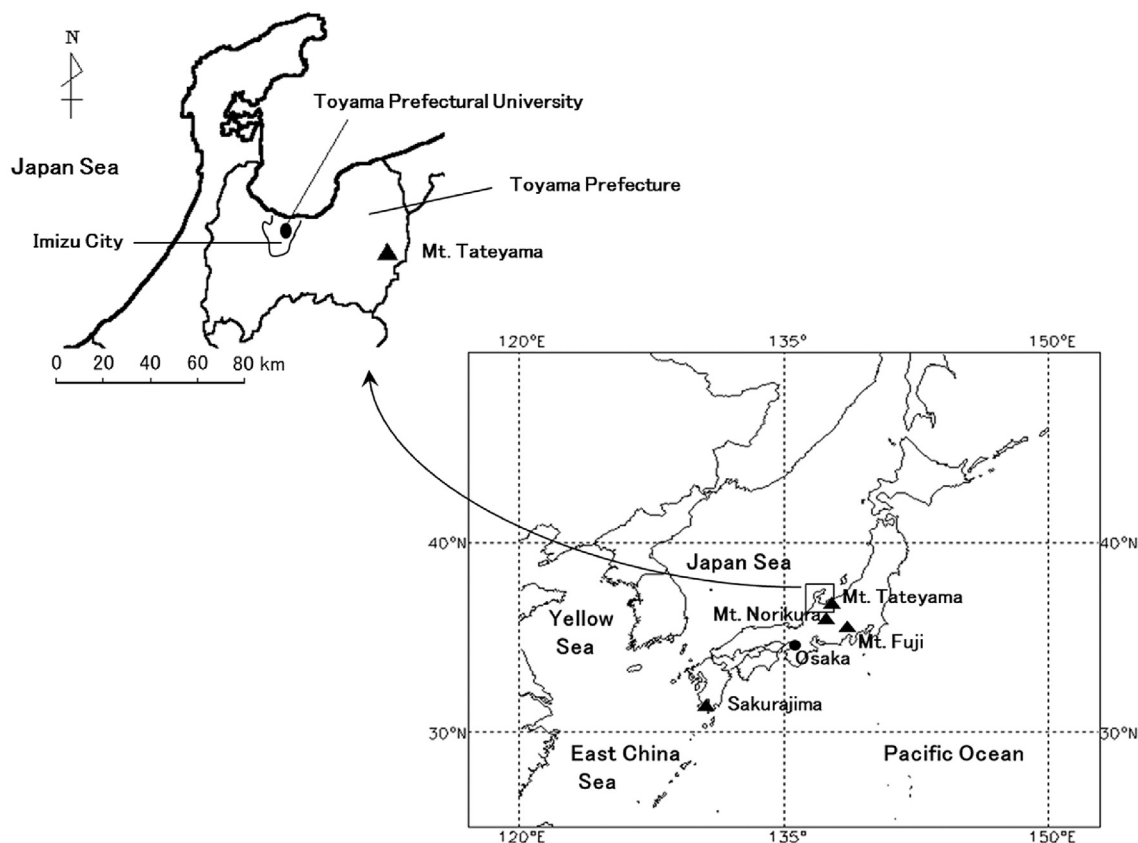 N
Toyama Prefectural University
Japan Sea
Toyama Prefecture
Imizu City
Mt. Tateyama
0 20 40 60 80 km
120°E 135° 150°E
40°N 40°N
Japan Sea
Mt. Tateyama
Mt. Norikura
Yellow
Sea
Mt. Fuji
Osaka
Sakurajima
30°N 30°N
East China
Sea
Pacific Ocean
120°E 135° 150°E